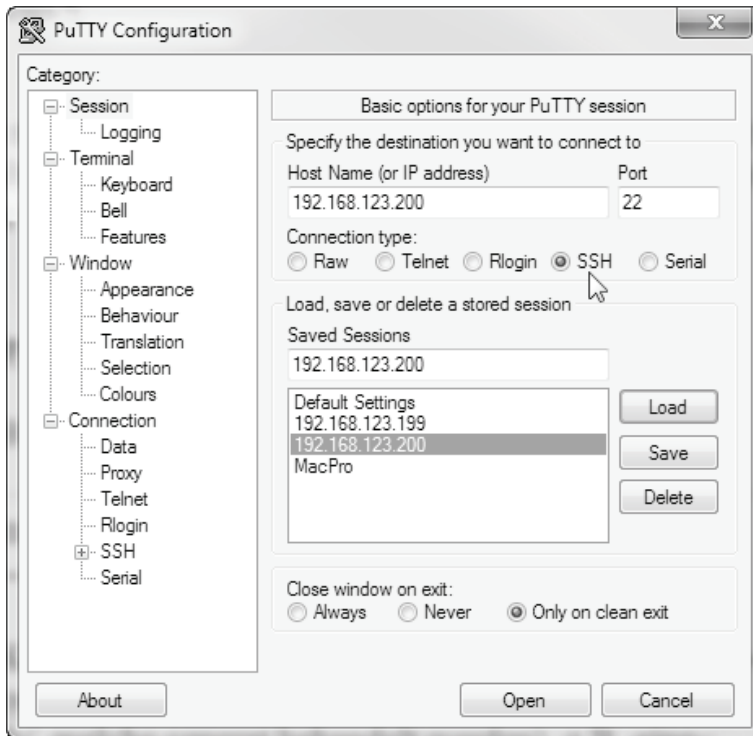 PuTTY Configuration
X
Category:
Session
Logging
Terminal
Keyboard
Bell
Features
Window
Appearance
Behaviour
Translation
Selection
Colours
Connection
Data
Proxy
Telnet
Rlogin
SSH
Serial
Basic options for your PuTTY session
Specify the destination you want to connect to
Host Name (or IP address) Port
192.168.123.200 22
Connection type:
Raw Telnet Rlogin SSH Serial
Load, save or delete a stored session
Saved Sessions
192.168.123.200
Default Settings
192.168.123.199
192.168.123.200
MacPro
Load
Save
Delete
Close window on exit:
Always Never Only on clean exit
About Open Cancel